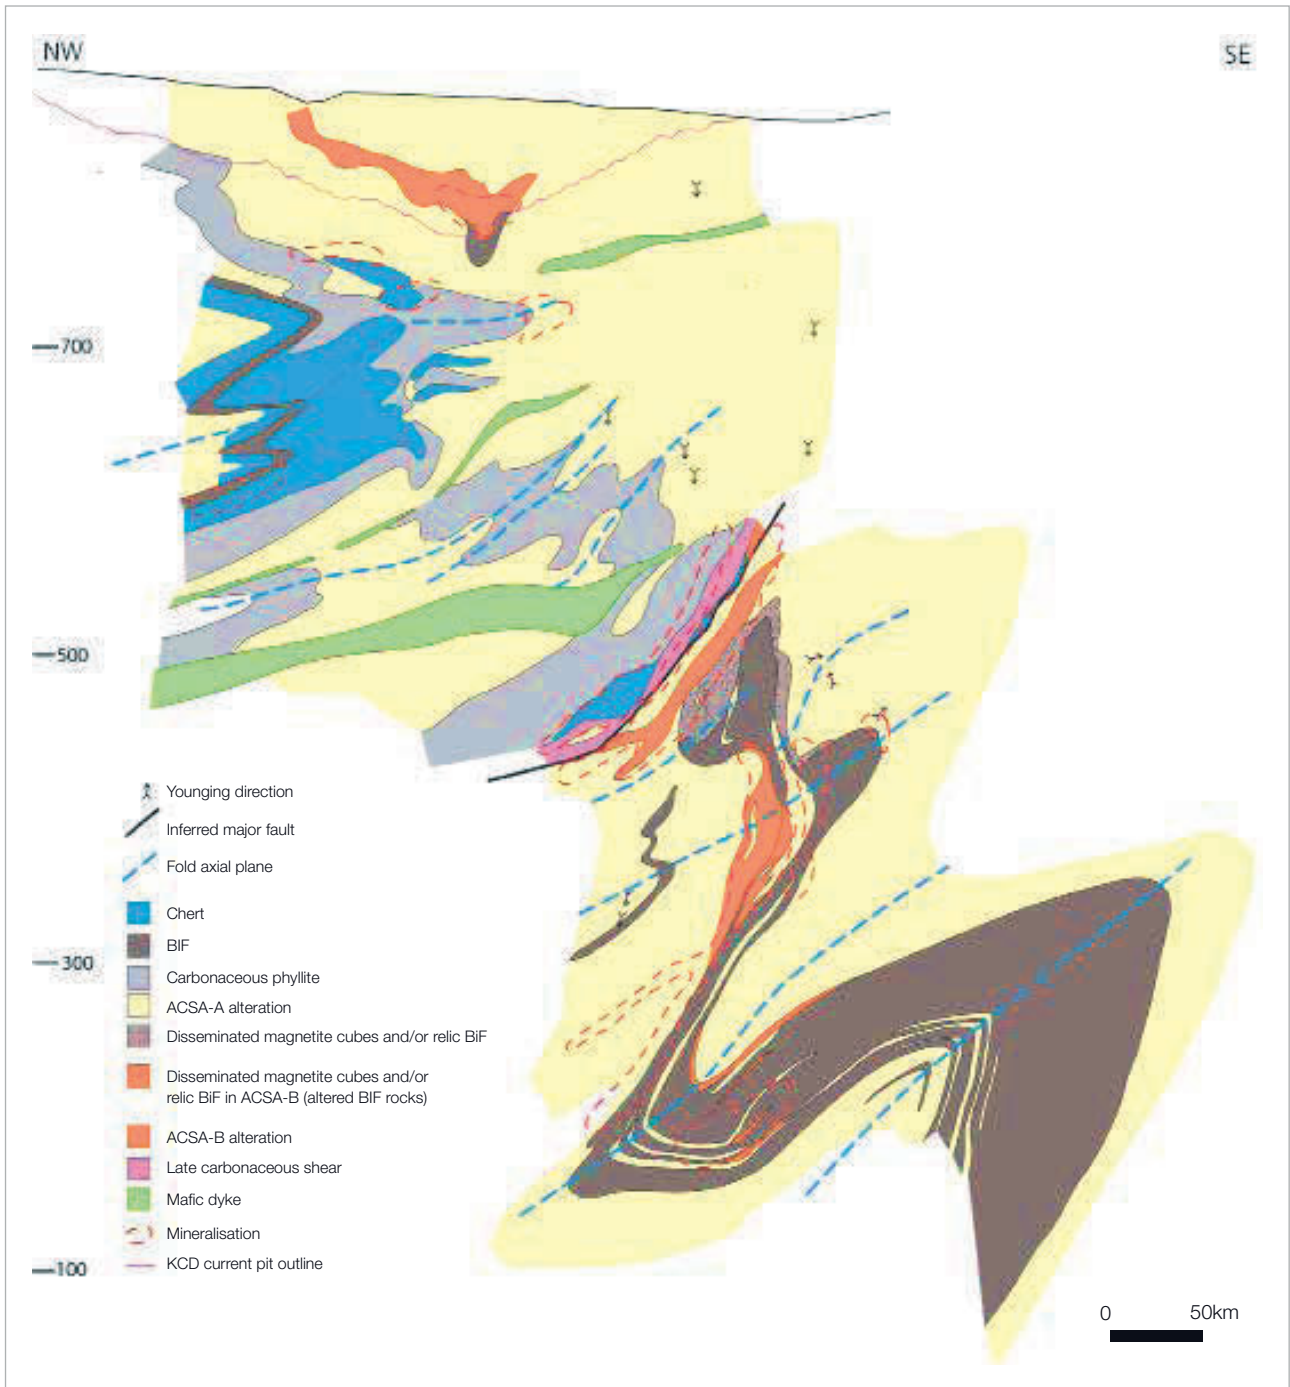 NW
SE
700
500
300
100
Younging direction
Inferred major fault
Fold axial plane
Chert
BIF
Carbonaceous phyllite
ACSA-A alteration
Disseminated magnetite cubes and/or relic BiF
Disseminated magnetite cubes and/or
relic BiF in ACSA-B (altered BIF rocks)
ACSA-B alteration
Late carbonaceous shear
Mafic dyke
Mineralisation
KCD current pit outline
0 50km